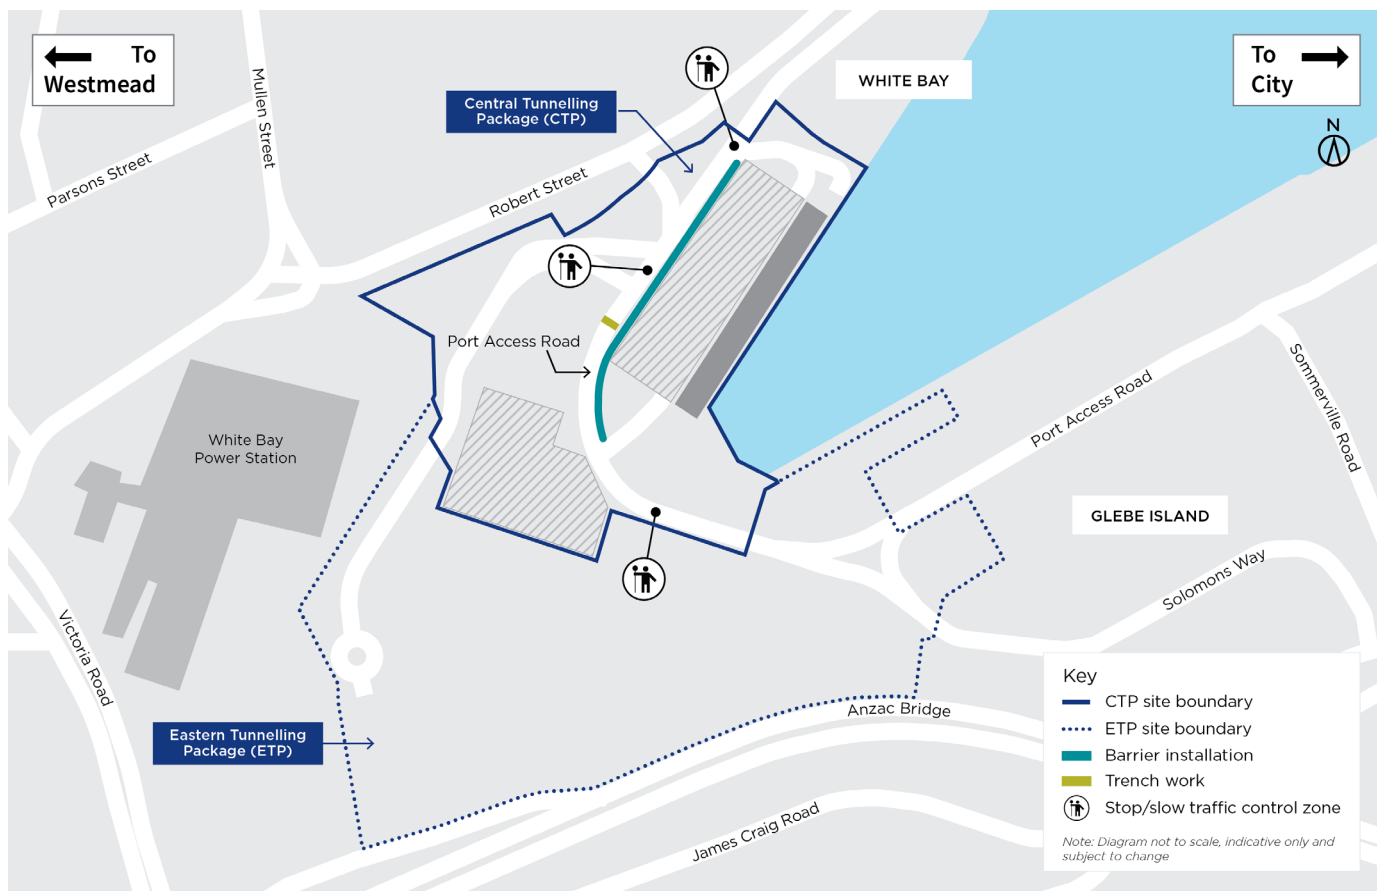 To
Westmead
To
City
N
WHITE BAY
Central Tunnelling
Package (CTP)
Mullen Street
Parsons Street
Robert Street
Port Access Road
White Bay
Power Station
Port Access Road
Sommerville Road
GLEBE ISLAND
Solomons Way
Victoria Road
Eastern Tunnelling
Package (ETP)
Anzac Bridge
James Craig Road
Key
CTP site boundary
ETP site boundary
Barrier installation
Trench work
Stop/slow traffic control zone
Note: Diagram not to scale, indicative only and
subject to change